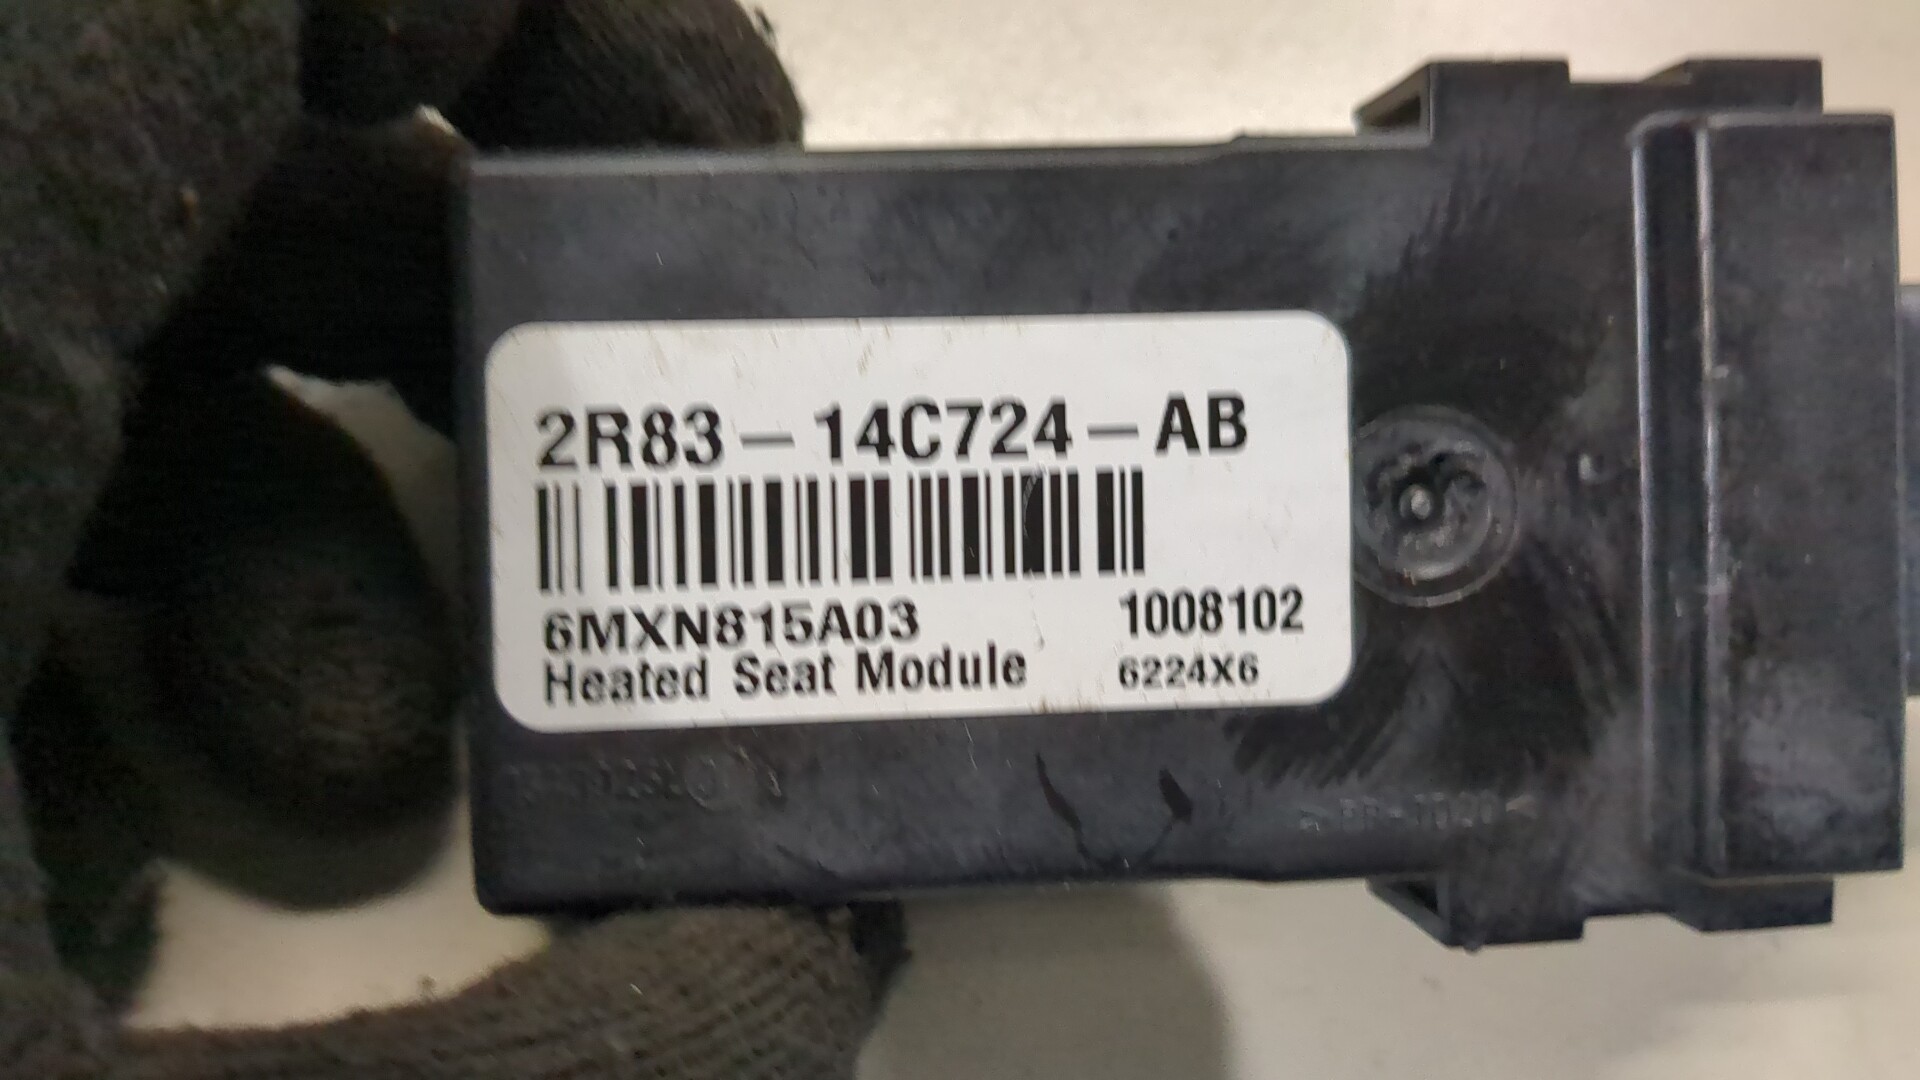 2R83-14C724-AB
6MXN815A03 1008102
Heated Seat Module 6224X6